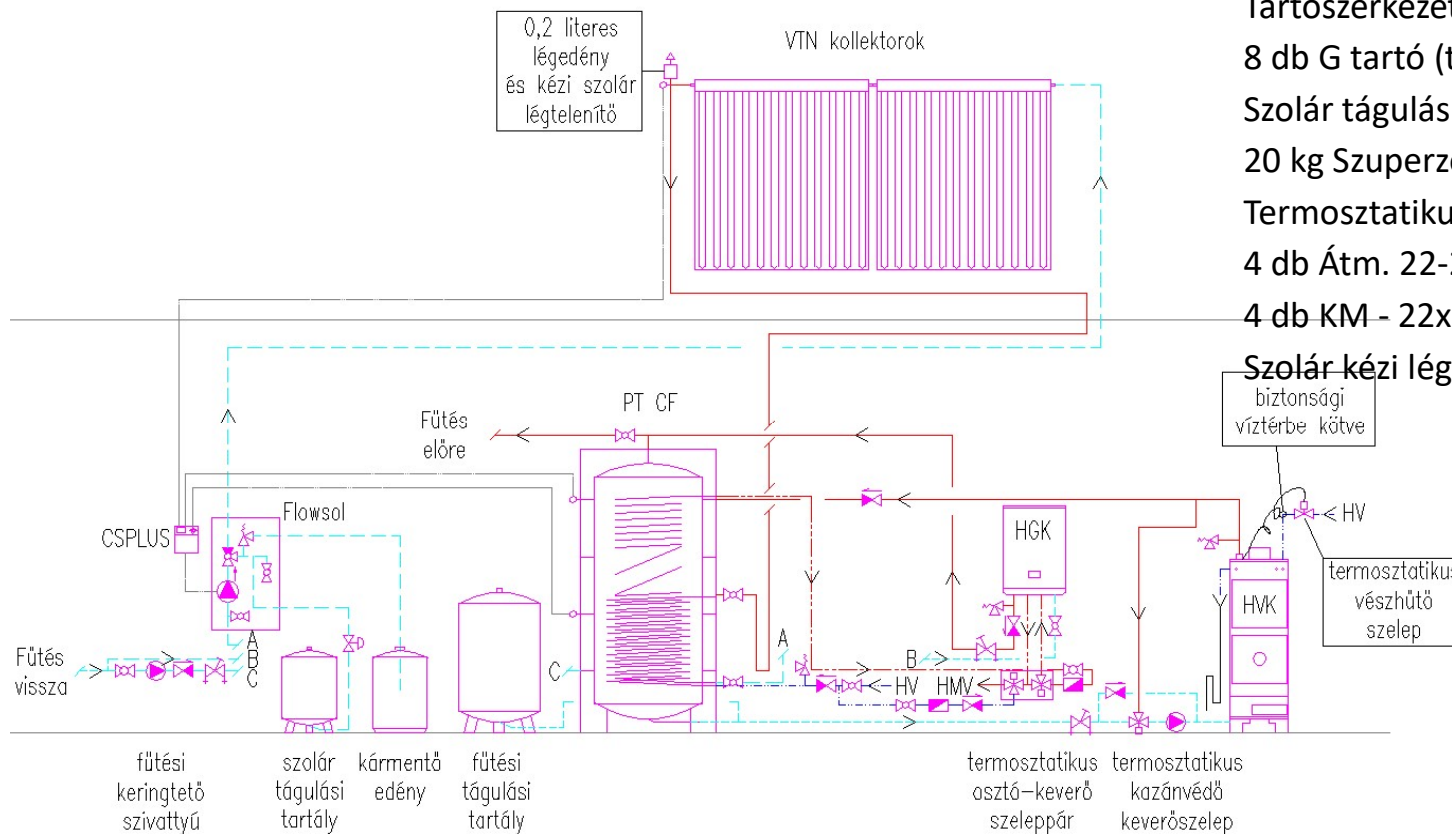 0,2 literes
légedény
és kézi szolár
légtelenítő
VTN kollektorok
Tartószerkezet
8 db G tartó (t
Szolár tágulás
20 kg Szuperz
Termosztatiku
4 db Átm. 22-
4 db KM - 22x
Szolár kézi lég
biztonsági
víztérbe kötve
Fűtés
előre
PT CF
Flowsol
CSPLUS
HGK
HV
termosztatikus
vészhűtő
szelep
HVK
A
B
C
Fűtés
vissza
C
A
B
HV
HMV
fűtési
keringtető
szivattyú
szolár
tágulási
tartály
kármentő
edény
fűtési
tágulási
tartály
termosztatikus
osztó-keverő
szeleppár
termosztatikus
kazánvédő
keverőszelep